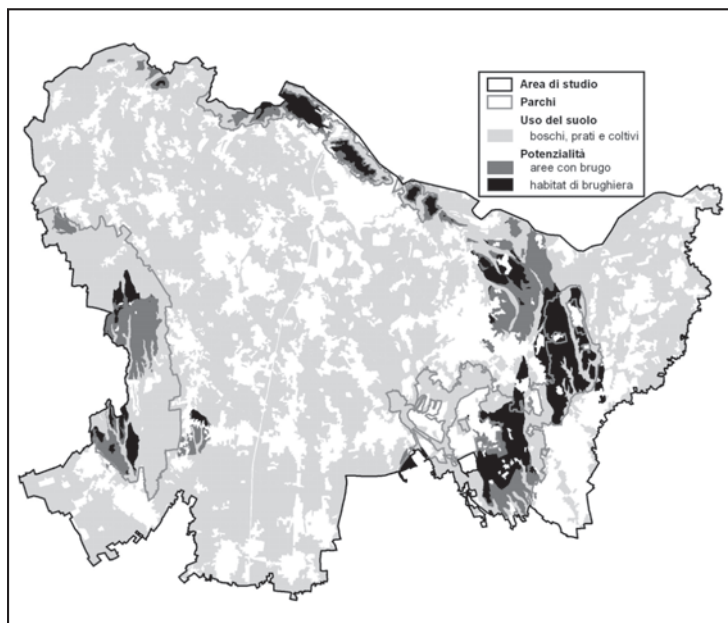 Area di studio
Parchi
Uso del suolo
boschi, prati e coltivi
Potenzialità
aree con brugo
habitat di brughiera